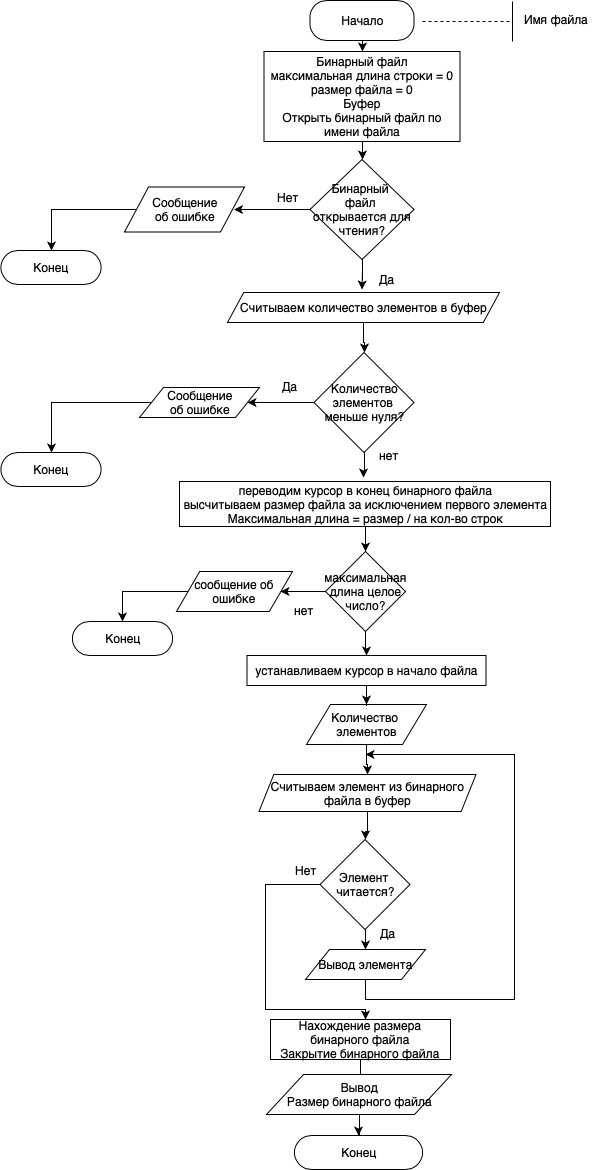 Начало
Имя файла
Бинарный файл
максимальная длина строки = 0
размер файла = 0
Буфер
Открыть бинарный файл по
имени файла
Бинарный
файл
открывается для
чтения?
Нет
Сообщение
об ошибке
Конец
Да
Считываем количество элементов в буфер
Количество
элементов
меньше нуля?
Да
Сообщение
об ошибке
Конец
нет
переводим курсор в конец бинарного файла
высчитываем размер файла за исключением первого элемента
Максимальная длина = размер / на кол-во строк
максимальная
длина целое
число?
нет
сообщение об
ошибке
Конец
устанавливаем курсор в начало файла
Количество
элементов
Считываем элемент из бинарного
файла в буфер
Элемент
читается?
Нет
Да
Вывод элемента
Нахождение размера
бинарного файла
Закрытие бинарного файла
Вывод
Размер бинарного файла
Конец